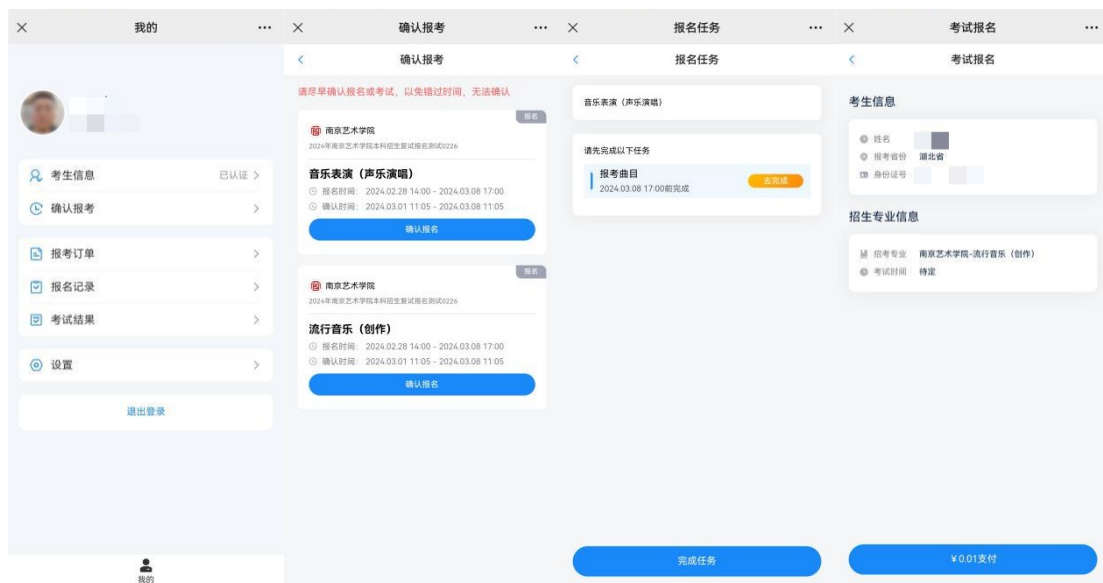 我的
考生信息
已认证
确认报考
报考订单
报名记录
考试结果
设置
退出登录
我的
确认报考
确认报考
请尽早确认报名或考试，以免错过时间，无法确认
报名
南京艺术学院
2024年南京艺术学院本科招生复试报名测试0226
音乐表演（声乐演唱）
报名时间： 2024.02.28 14:00 - 2024.03.08 17:00
确认时间： 2024.03.01 11:05 - 2024.03.08 11:05
确认报名
报名
南京艺术学院
2024年南京艺术学院本科招生复试报名测试0226
流行音乐（创作）
报名时间： 2024.02.28 14:00 - 2024.03.08 17:00
确认时间： 2024.03.01 11:05 - 2024.03.08 11:05
确认报名
报名任务
报名任务
音乐表演（声乐演唱）
请先完成以下任务
报考曲目
2024.03.08 17:00前完成
去完成
完成任务
考试报名
考试报名
考生信息
姓名
报考省份 湖北省
身份证号
招生专业信息
招考专业 南京艺术学院-流行音乐（创作）
考试时间 待定
¥0.01支付